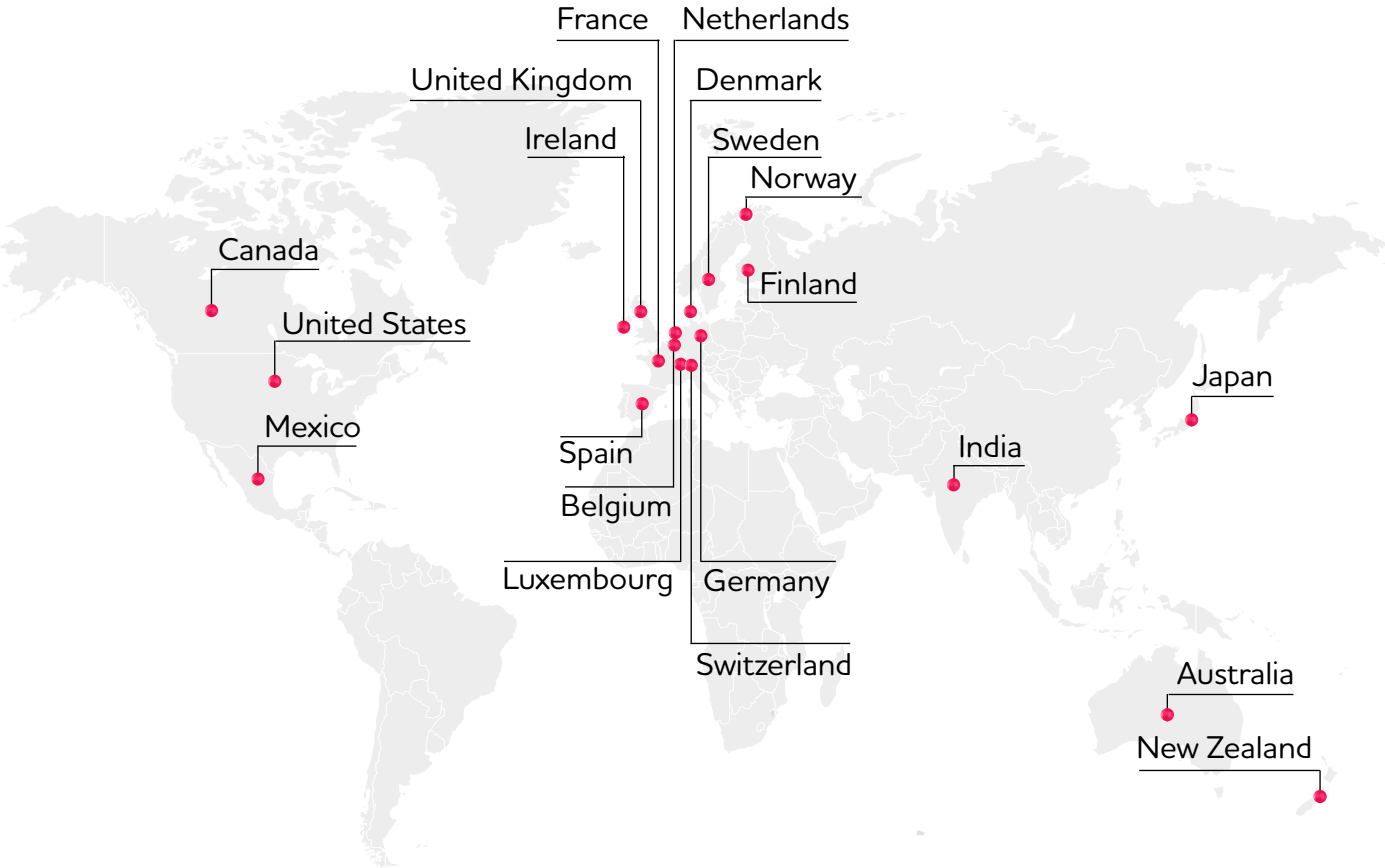 France
Netherlands
United Kingdom
Denmark
Ireland
Sweden
Norway
Canada
Finland
United States
Japan
Mexico
India
Spain
Belgium
Luxembourg
Germany
Switzerland
Australia
New Zealand